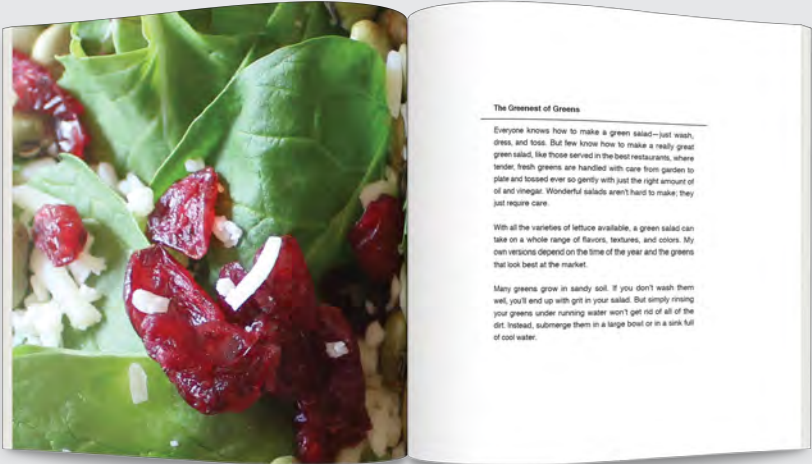 The Greenest of Greens
Everyone knows how to make a green salad—just wash,
dress, and toss. But few know how to make a really great
green salad, like those served in the best restaurants, where
tender, fresh greens are handled with care from garden to
plate and tossed ever so gently with just the right amount of
oil and vinegar. Wonderful salads aren't hard to make; they
just require care.
With all the varieties of lettuce available, a green salad can
take on a whole range of flavors, textures, and colors. My
own versions depend on the time of the year and the greens
that look best at the market.
Many greens grow in sandy soil. If you don't wash them
well, you'll end up with grit in your salad. But simply rinsing
your greens under running water won't get rid of all of the
dirt. Instead, submerge them in a large bowl or in a sink full
of cool water.